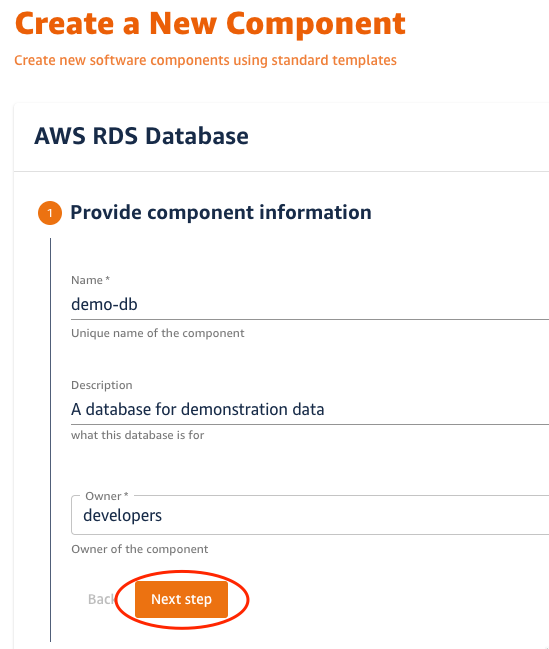 Create a New Component
Create new software components using standard templates
AWS RDS Database
1 Provide component information
Name *
demo-db
Unique name of the component
Description
A database for demonstration data
what this database is for
Owner *
developers
Owner of the component
Back Next step